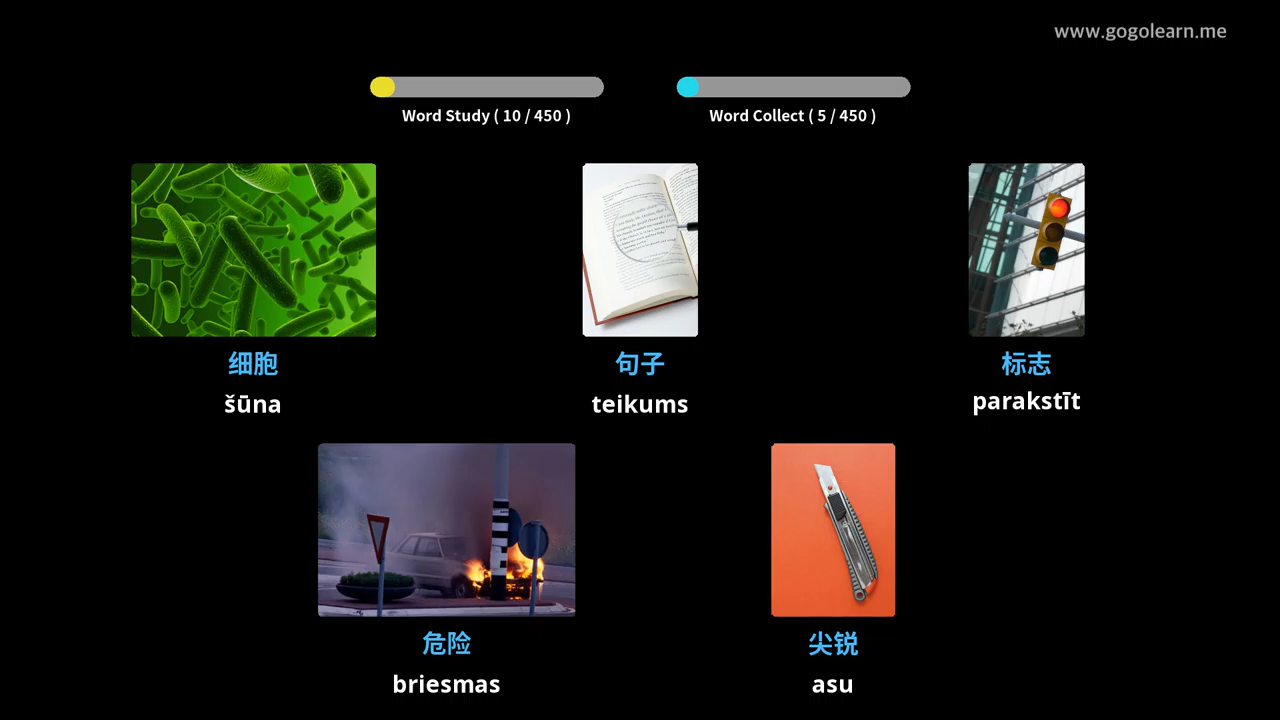 www.gogolearn.me
Word Study ( 10 / 450 )
Word Collect ( 5 / 450 )
细胞
句子
标志
šūna
teikums
parakstīt
危险
尖锐
briesmas
asu